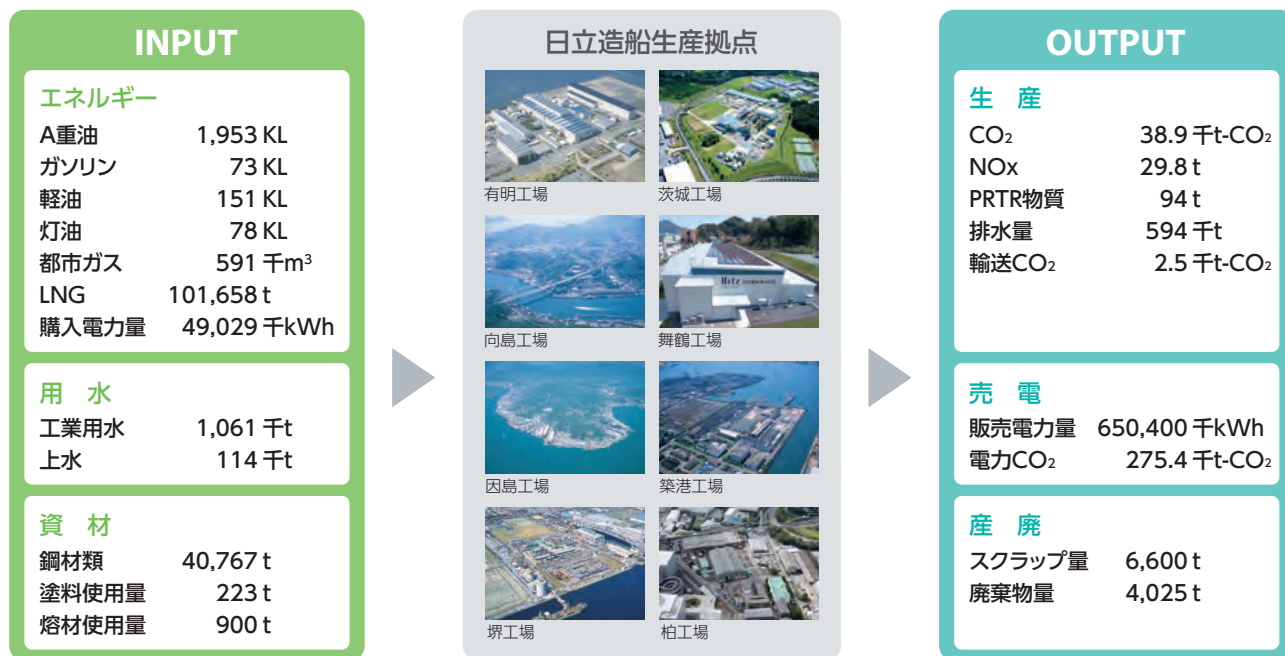 INPUT
エネルギー
A重油 1,953 KL
ガソリン 73 KL
軽油 151 KL
灯油 78 KL
都市ガス 591 千m³
LNG 101,658 t
購入電力量 49,029 千kWh
用 水
工業用水 1,061 千t
上水 114 千t
資 材
鋼材類 40,767 t
塗料使用量 223 t
熔材使用量 900 t
日立造船生産拠点
有明工場
茨城工場
Hitz
向島工場
舞鶴工場
因島工場
築港工場
堺工場
柏工場
OUTPUT
生 産
CO₂ 38.9 千t-CO₂
NOx 29.8 t
PRTR物質 94 t
排水量 594 千t
輸送CO₂ 2.5 千t-CO₂
売 電
販売電力量 650,400 千kWh
電力CO₂ 275.4 千t-CO₂
産 廃
スクラップ量 6,600 t
廃棄物量 4,025 t